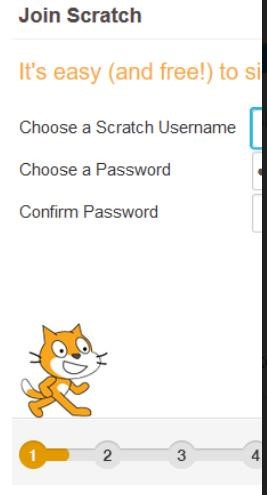 Join Scratch
It's easy (and free!) to si
Choose a Scratch Username
Choose a Password
Confirm Password
1 2 3 4